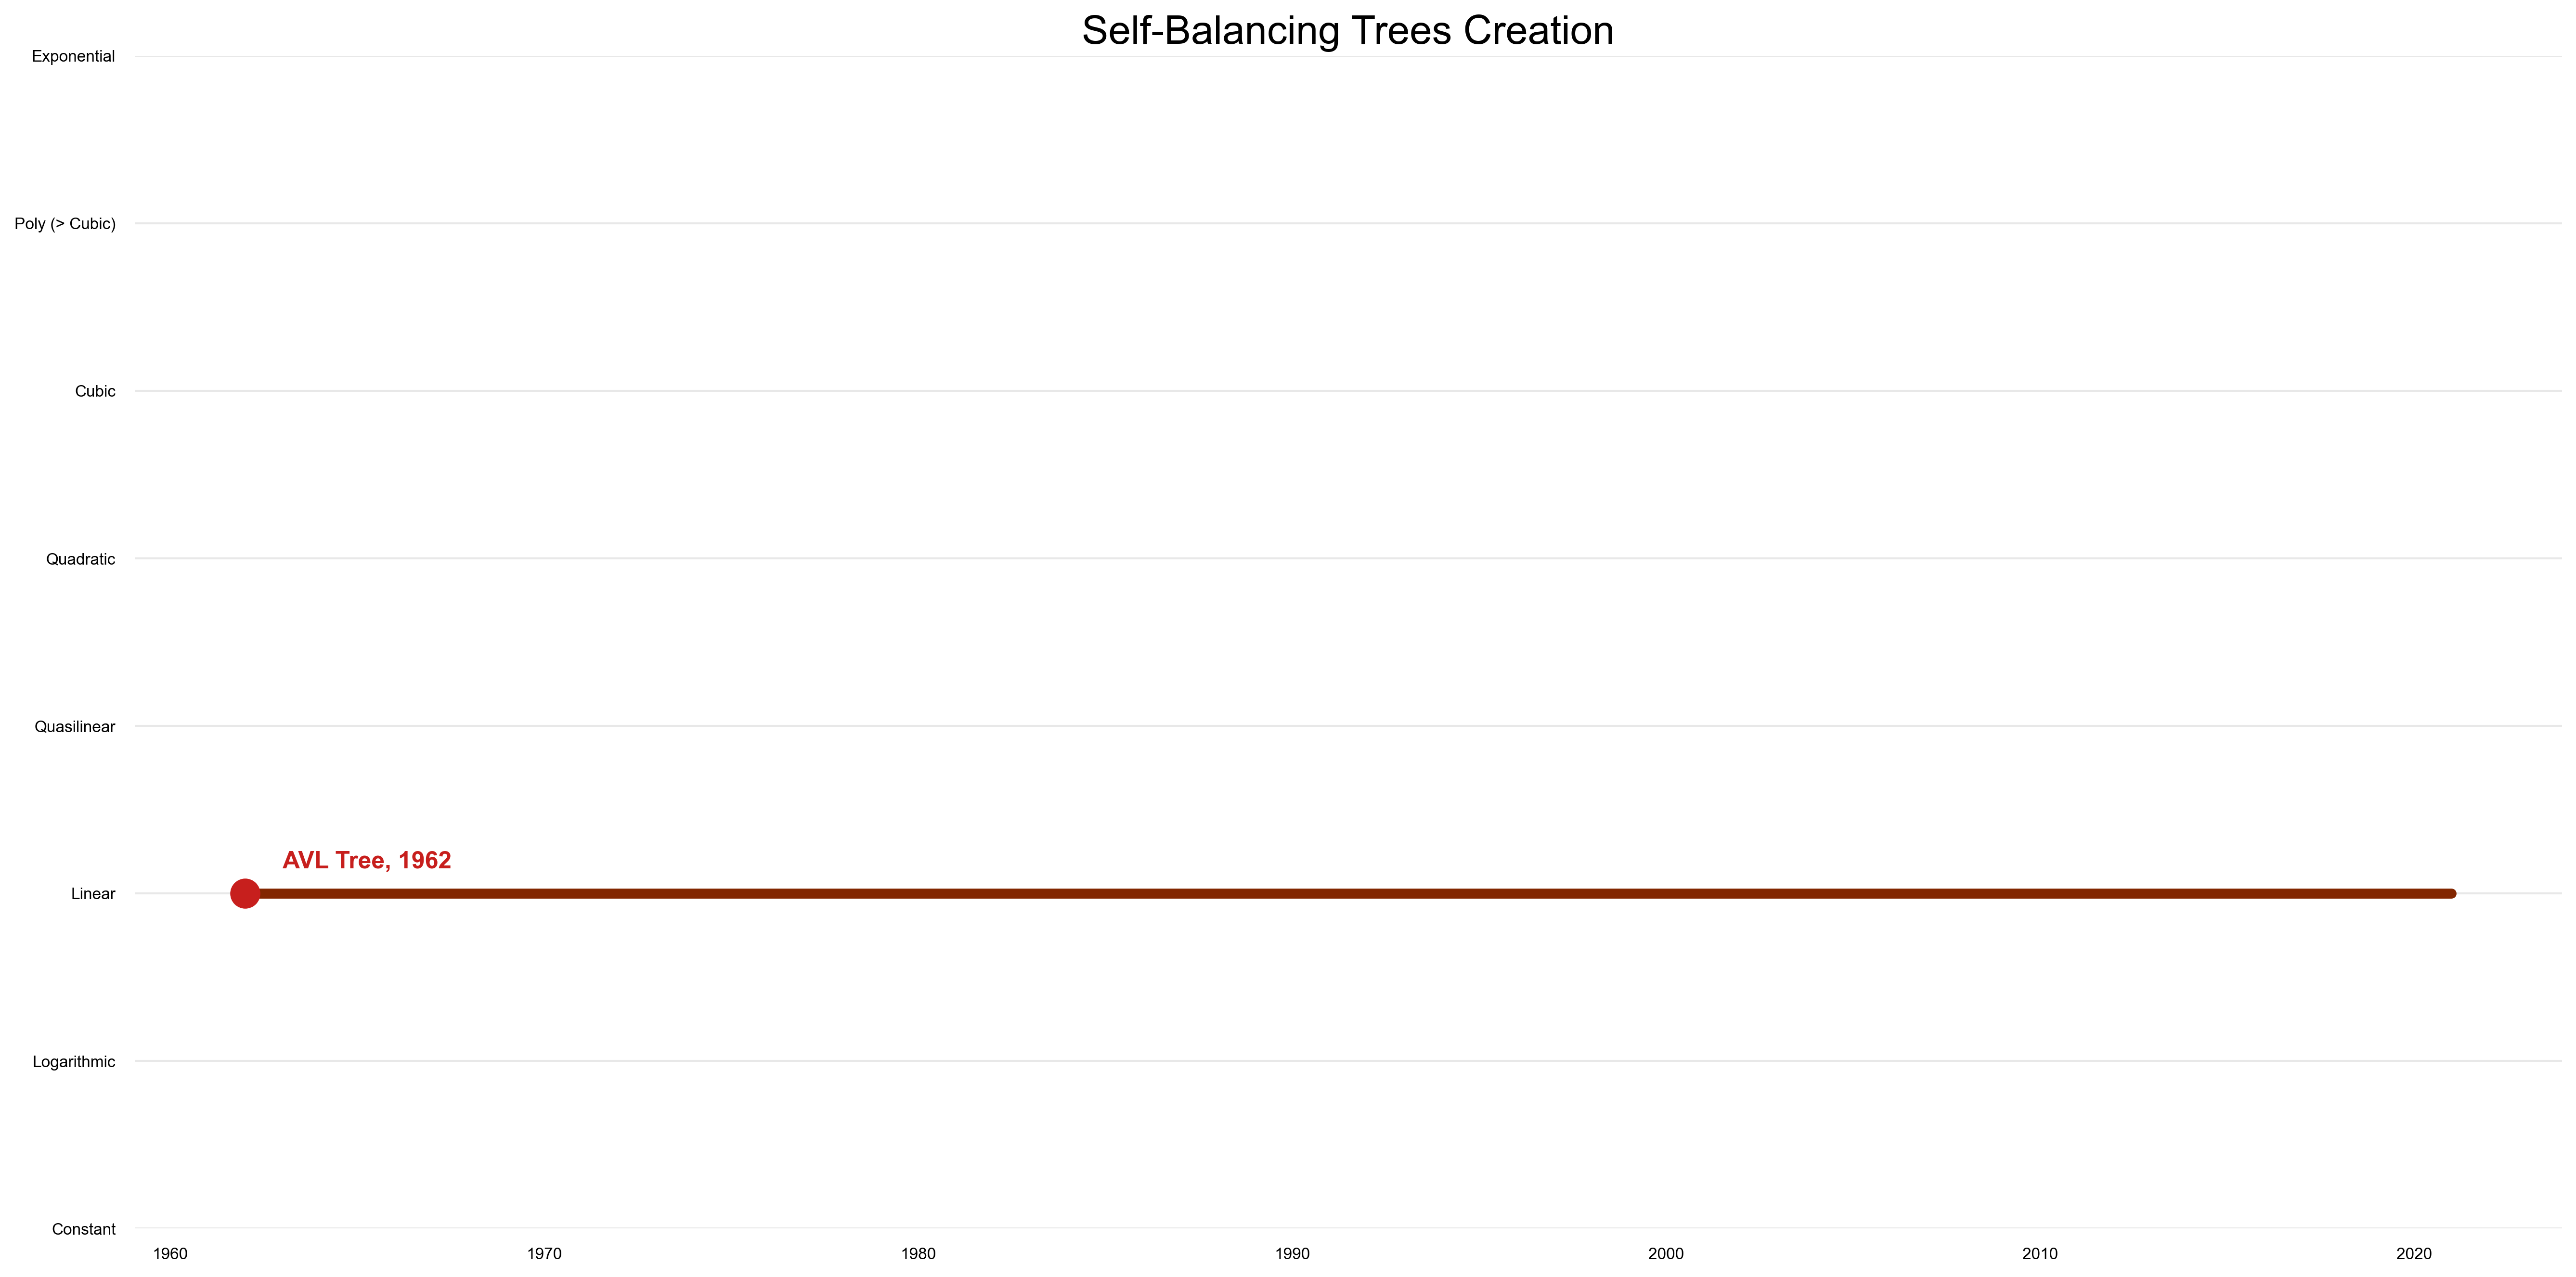 Self-Balancing Trees Creation
Exponential
Poly (> Cubic)
Cubic
Quadratic
Quasilinear
AVL Tree, 1962
Linear
Logarithmic
Constant
1960 1970 1980 1990 2000 2010 2020